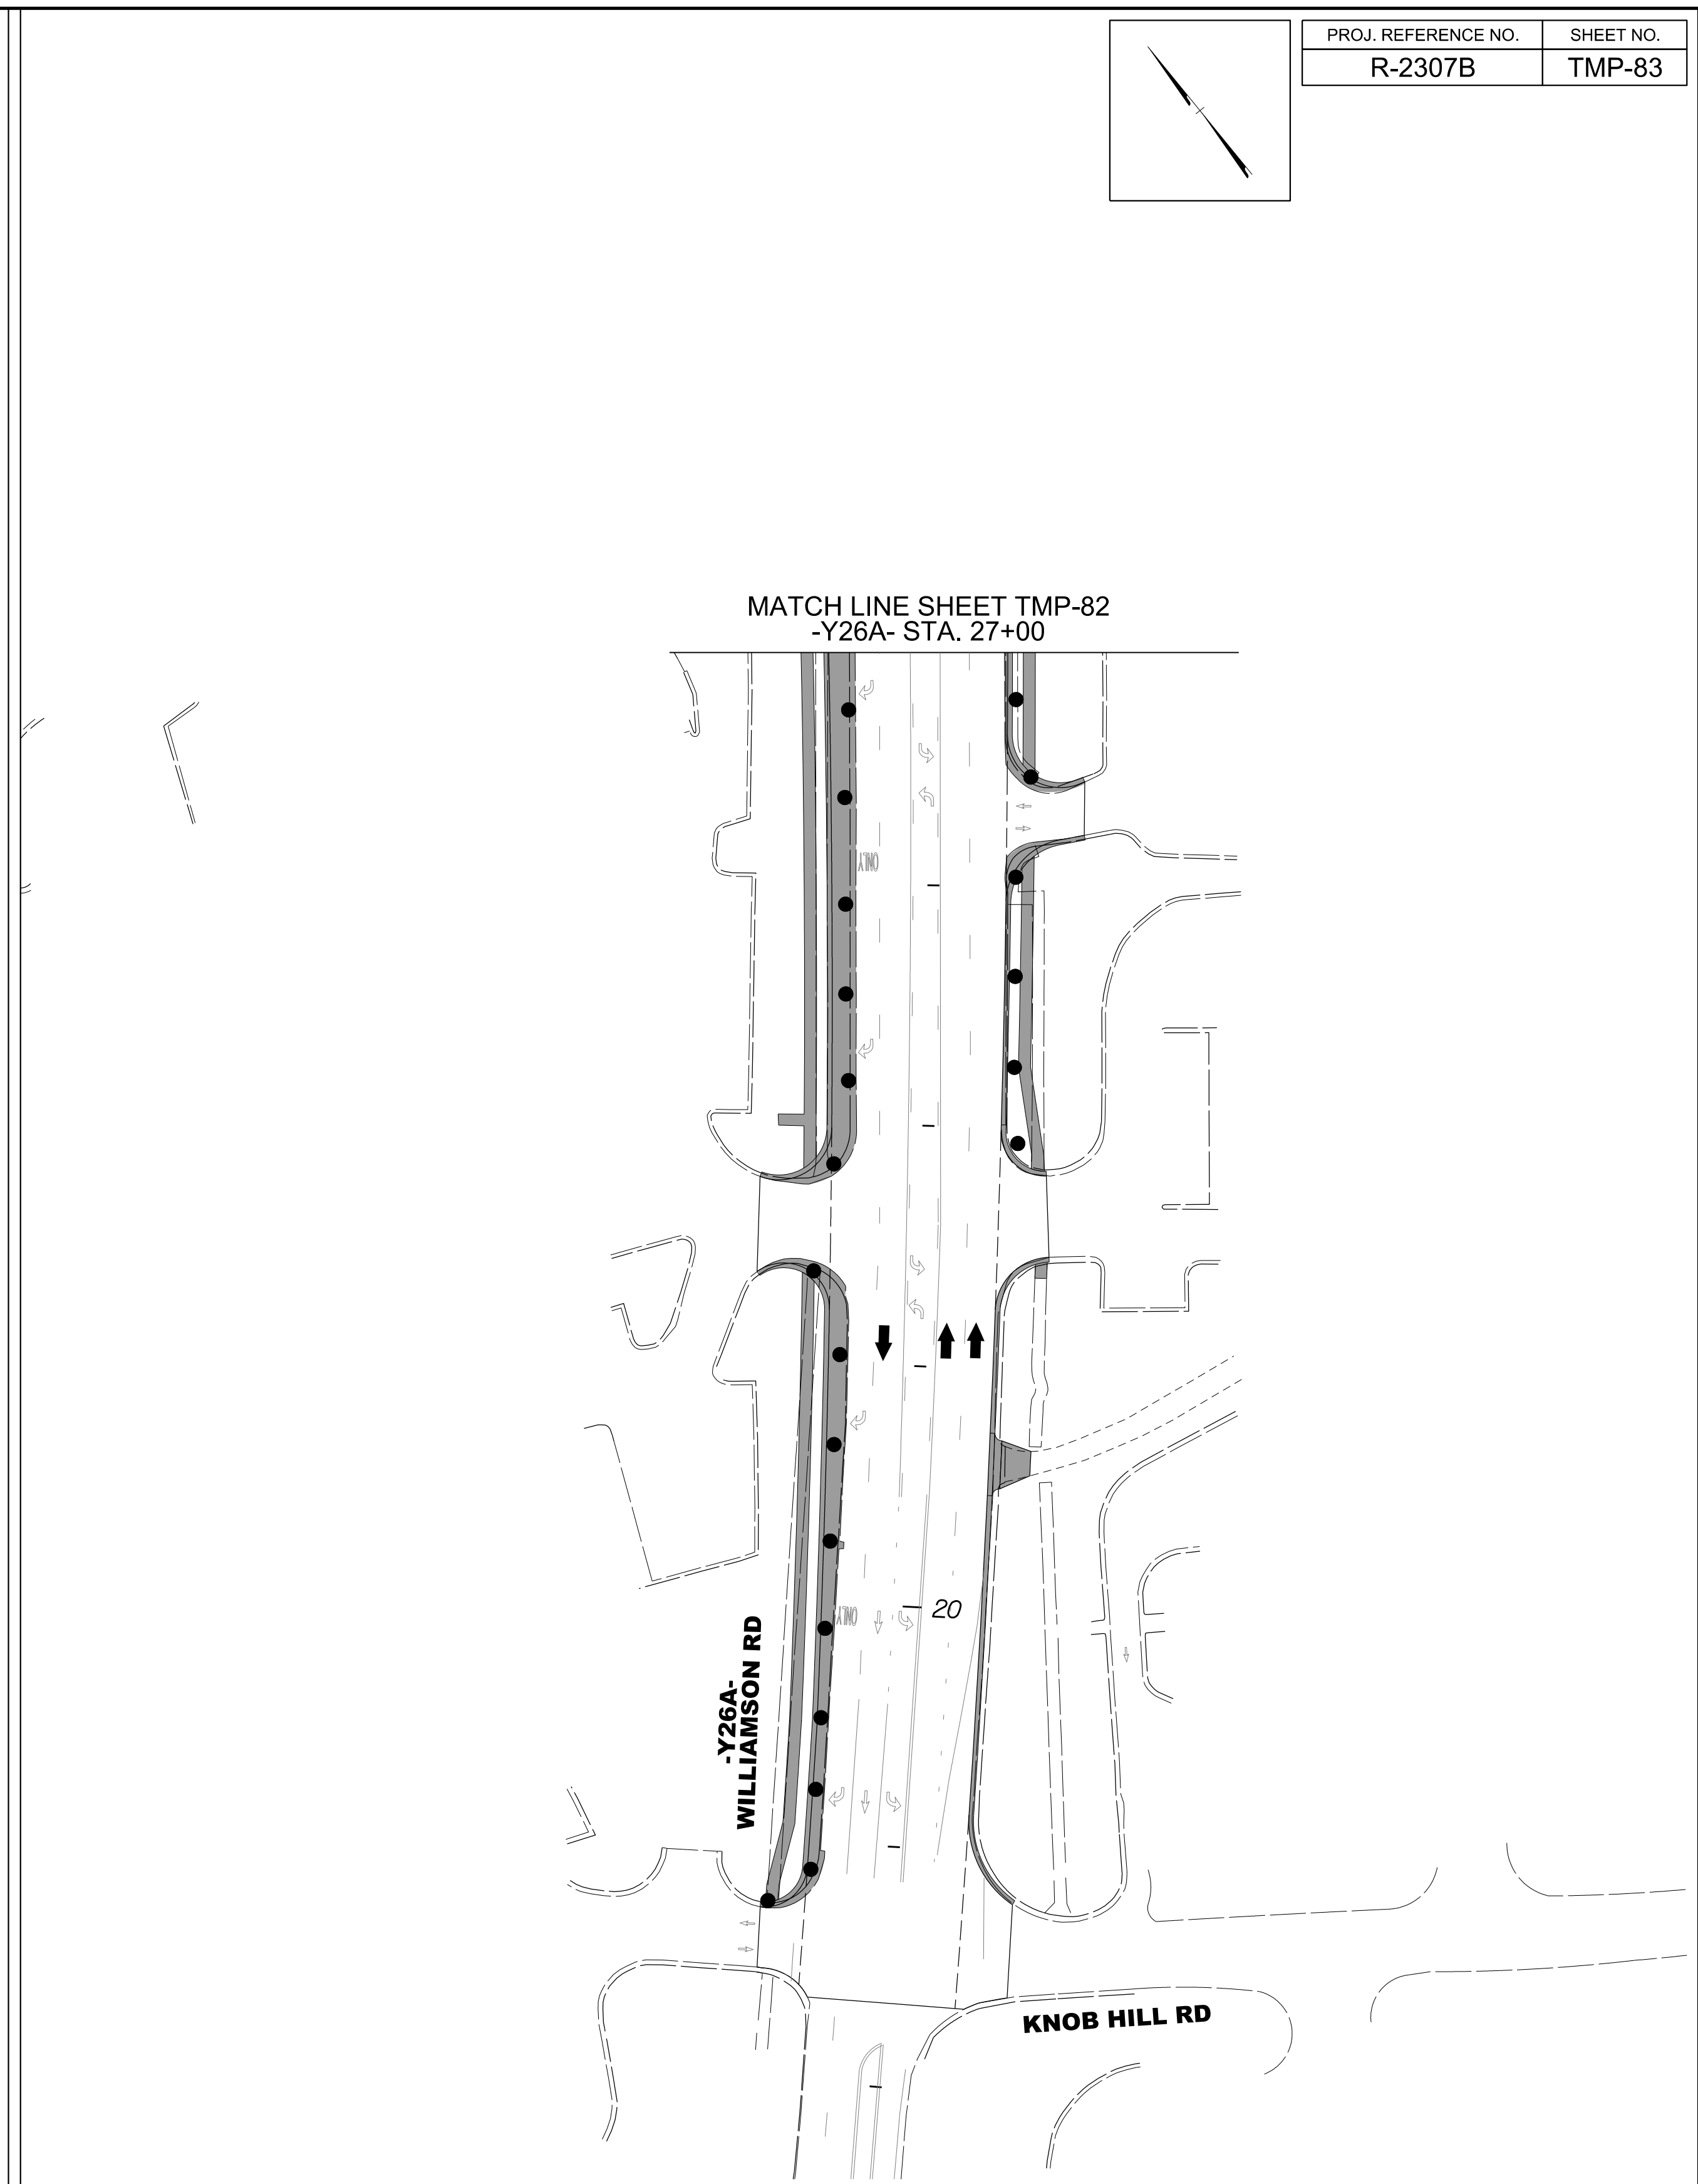 PROJ. REFERENCE NO.
SHEET NO.
R-2307B
TMP-83
MATCH LINE SHEET TMP-82
-Y26A- STA. 27+00
ONLY
20
ONLY
-Y26A-
WILLIAMSON RD
KNOB HILL RD